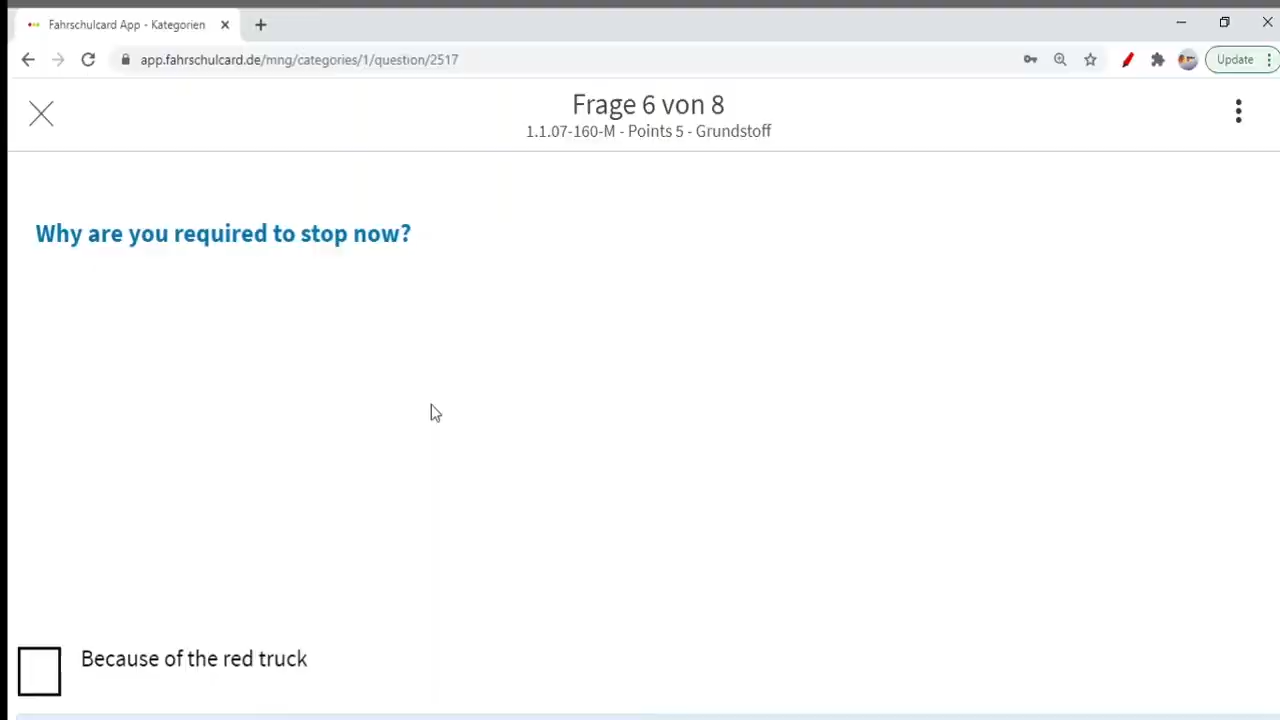 Fahrschulcard App - Kategorien
app.fahrschulcard.de/mng/categories/1/question/2517
Update
Frage 6 von 8
1.1.07-160-M - Points 5 - Grundstoff
Why are you required to stop now?
Because of the red truck